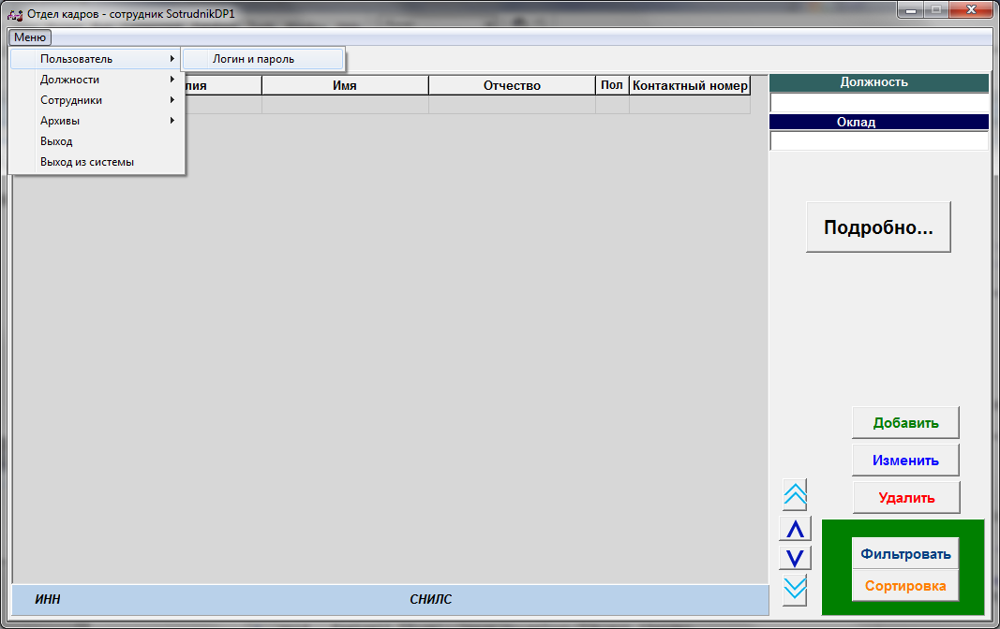 Отдел кадров - сотрудник SotrudnikDP1
Меню
Пользователь
Логин и пароль
Должности
Сотрудники
Архивы
Выход
Выход из системы
лия Имя Отчество Пол Контактный номер
Должность
Оклад
Подробно...
Добавить
Изменить
Удалить
Фильтровать
Сортировка
ИНН СНИЛС